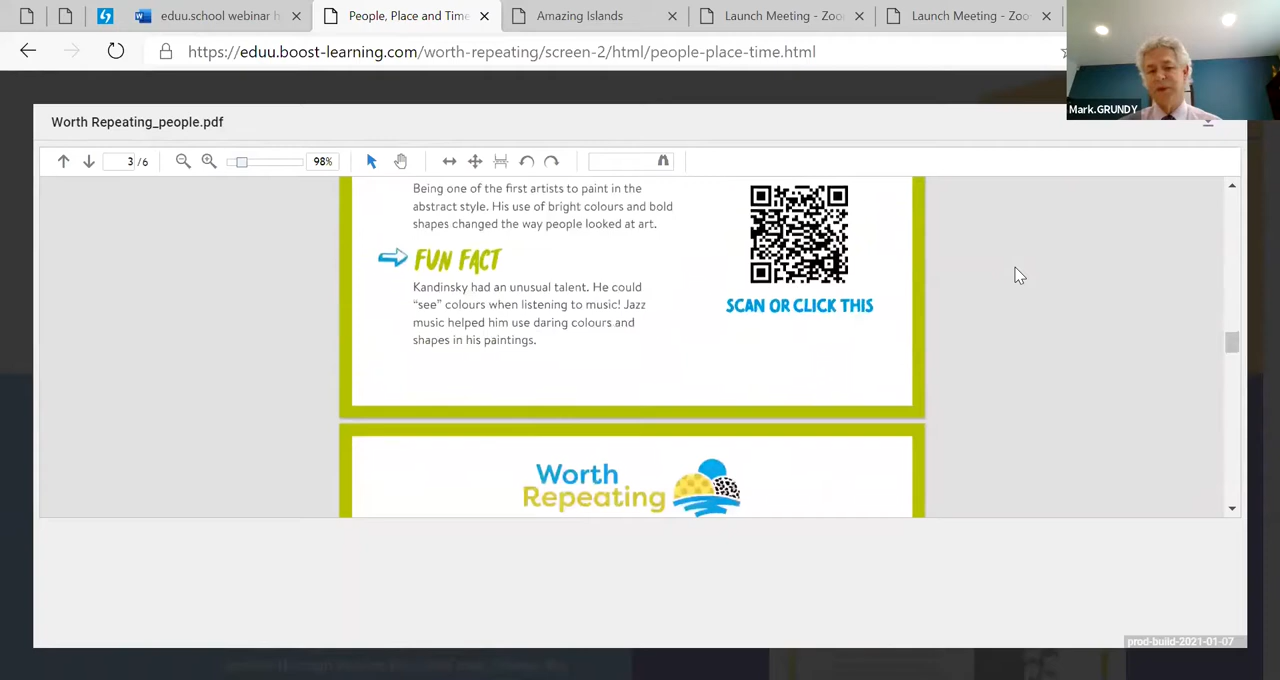 eduu.school webinar h
People, Place and Time
Amazing Islands
Launch Meeting - Zoo
Launch Meeting - Zoo
https://eduu.boost-learning.com/worth-repeating/screen-2/html/people-place-time.html
Mark.GRUNDY
Worth Repeating_people.pdf
3 /6
98%
Being one of the first artists to paint in the
abstract style. His use of bright colours and bold
shapes changed the way people looked at art.
FUN FACT
Kandinsky had an unusual talent. He could
“see” colours when listening to music! Jazz
music helped him use daring colours and
shapes in his paintings.
SCAN OR CLICK THIS
Worth
Repeating
prod-build-2021-01-07